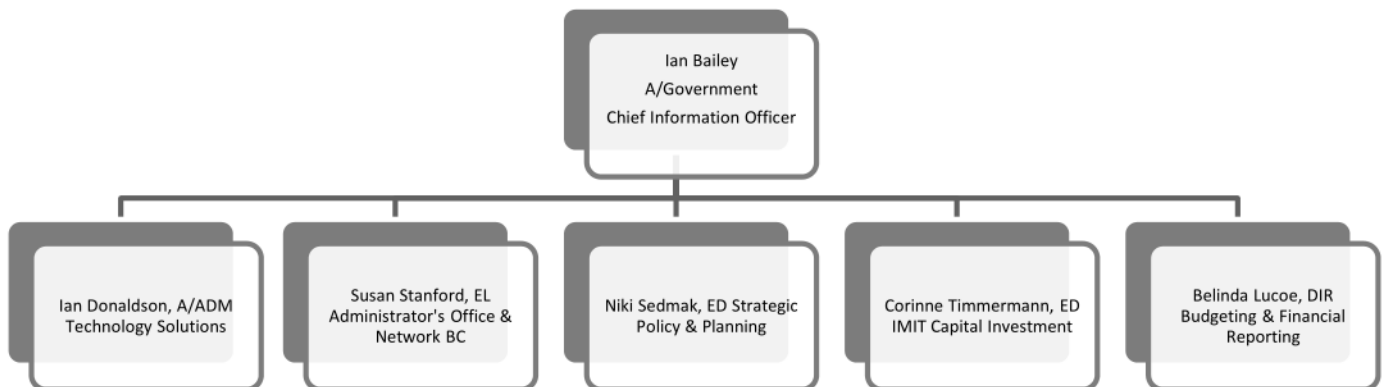 Ian Bailey
A/Government
Chief Information Officer
Ian Donaldson, A/ADM
Technology Solutions
Susan Stanford, EL
Administrator's Office &
Network BC
Niki Sedmak, ED Strategic
Policy & Planning
Corinne Timmermann, ED
IMIT Capital Investment
Belinda Lucoe, DIR
Budgeting & Financial
Reporting